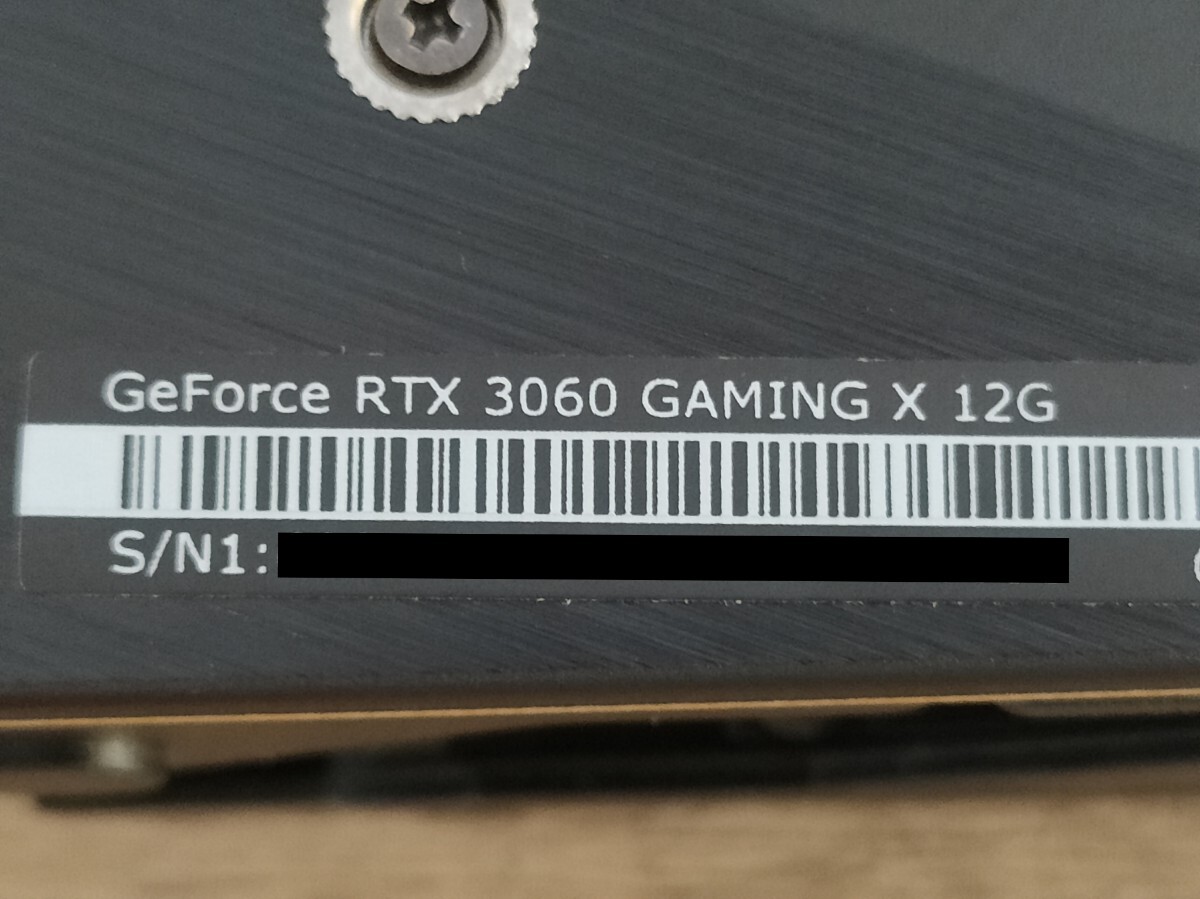 GeForce RTX 3060 GAMING X 12G
S/N1: